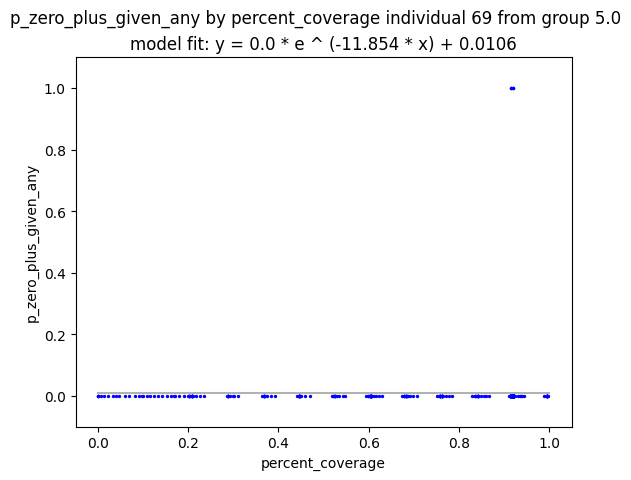 p_zero_plus_given_any by percent_coverage individual 69 from group 5.0
model fit: y = 0.0 * e ^ (-11.854 * x) + 0.0106
1.0
0.8
0.6
0.4
0.2
0.0
p_zero_plus_given_any
0.0 0.2 0.4 0.6 0.8 1.0
percent_coverage